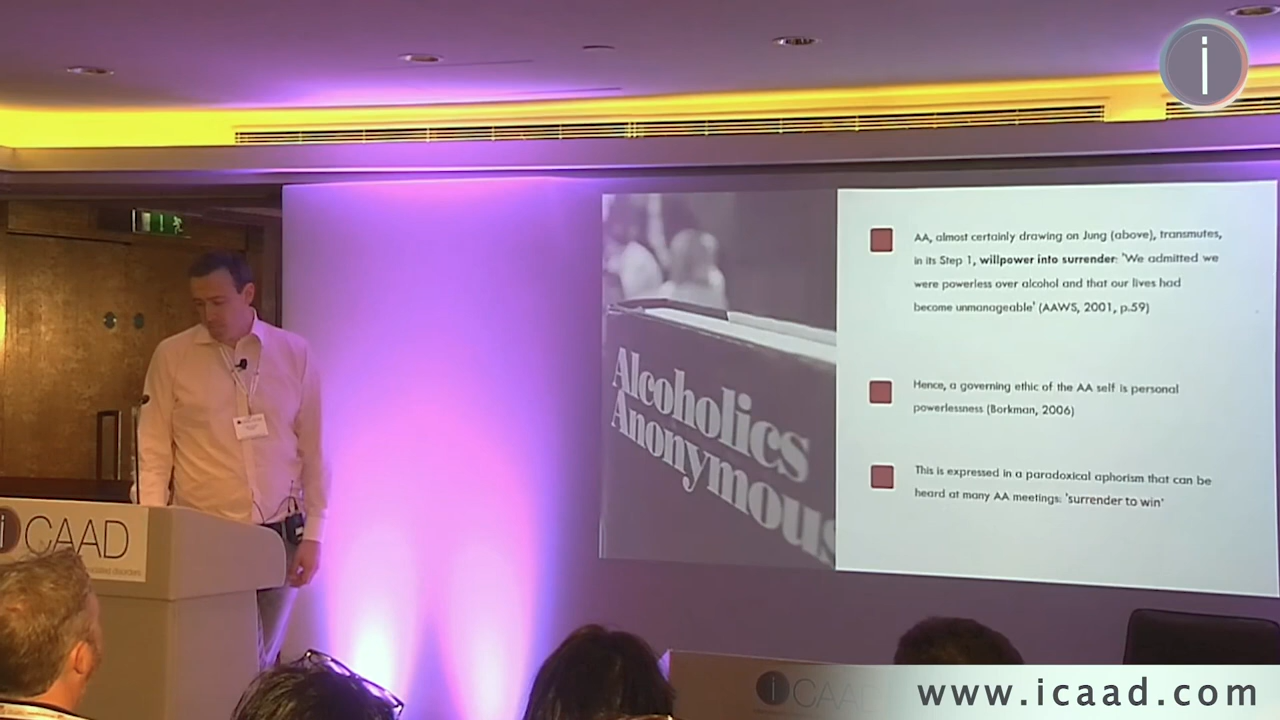 i
AA, almost certainly drawing on Jung (above), transmutes,
in its Step 1, willpower into surrender: 'We admitted we
were powerless over alcohol and that our lives had
become unmanageable' (AAWS, 2001, p.59)
Hence, a governing ethic of the AA self is personal
powerlessness (Borkman, 2006)
This is expressed in a paradoxical aphorism that can be
heard at many AA meetings: 'surrender to win'
Alcoholics
Anonymous
iCAAD
disorders
iCAAD
www.icaad.com